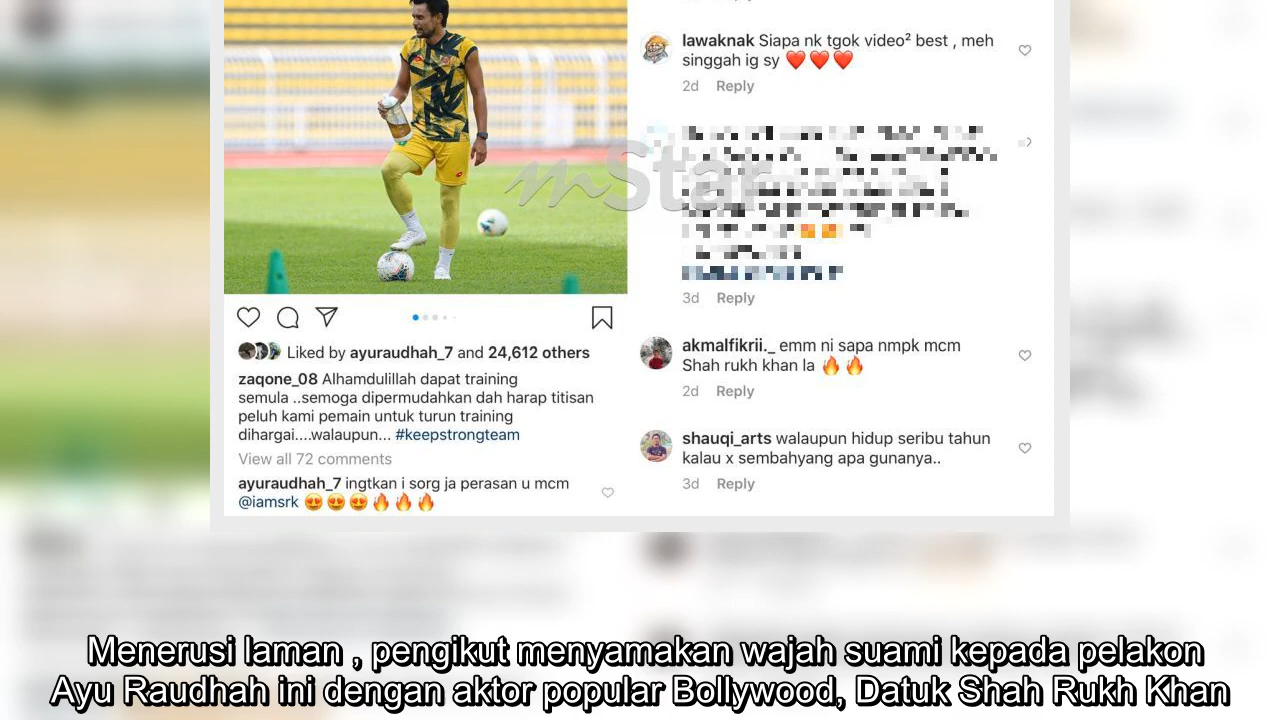 lawaknak Siapa nk tgok video² best , meh
singgah ig sy ❤️❤️❤️
2d Reply
mStar
3d Reply
Liked by ayuraudhah_7 and 24,612 others
zaqone_08 Alhamdulillah dapat training
semula ..semoga dipermudahkan dah harap titisan
peluh kami pemain untuk turun training
dihargai....walaupun... #keepstrongteam
View all 72 comments
ayuraudhah_7 ingtkan i sorg ja perasan u mcm
@iamsrk 😍😍😍🔥🔥🔥
akmalfikrii._ emm ni sapa nmpk mcm
Shah rukh khan la 🔥🔥
2d Reply
shauqi_arts walaupun hidup seribu tahun
kalau x sembahyang apa gunanya..
3d Reply
Menerusi laman , pengikut menyamakan wajah suami kepada pelakon
Ayu Raudhah ini dengan aktor popular Bollywood, Datuk Shah Rukh Khan